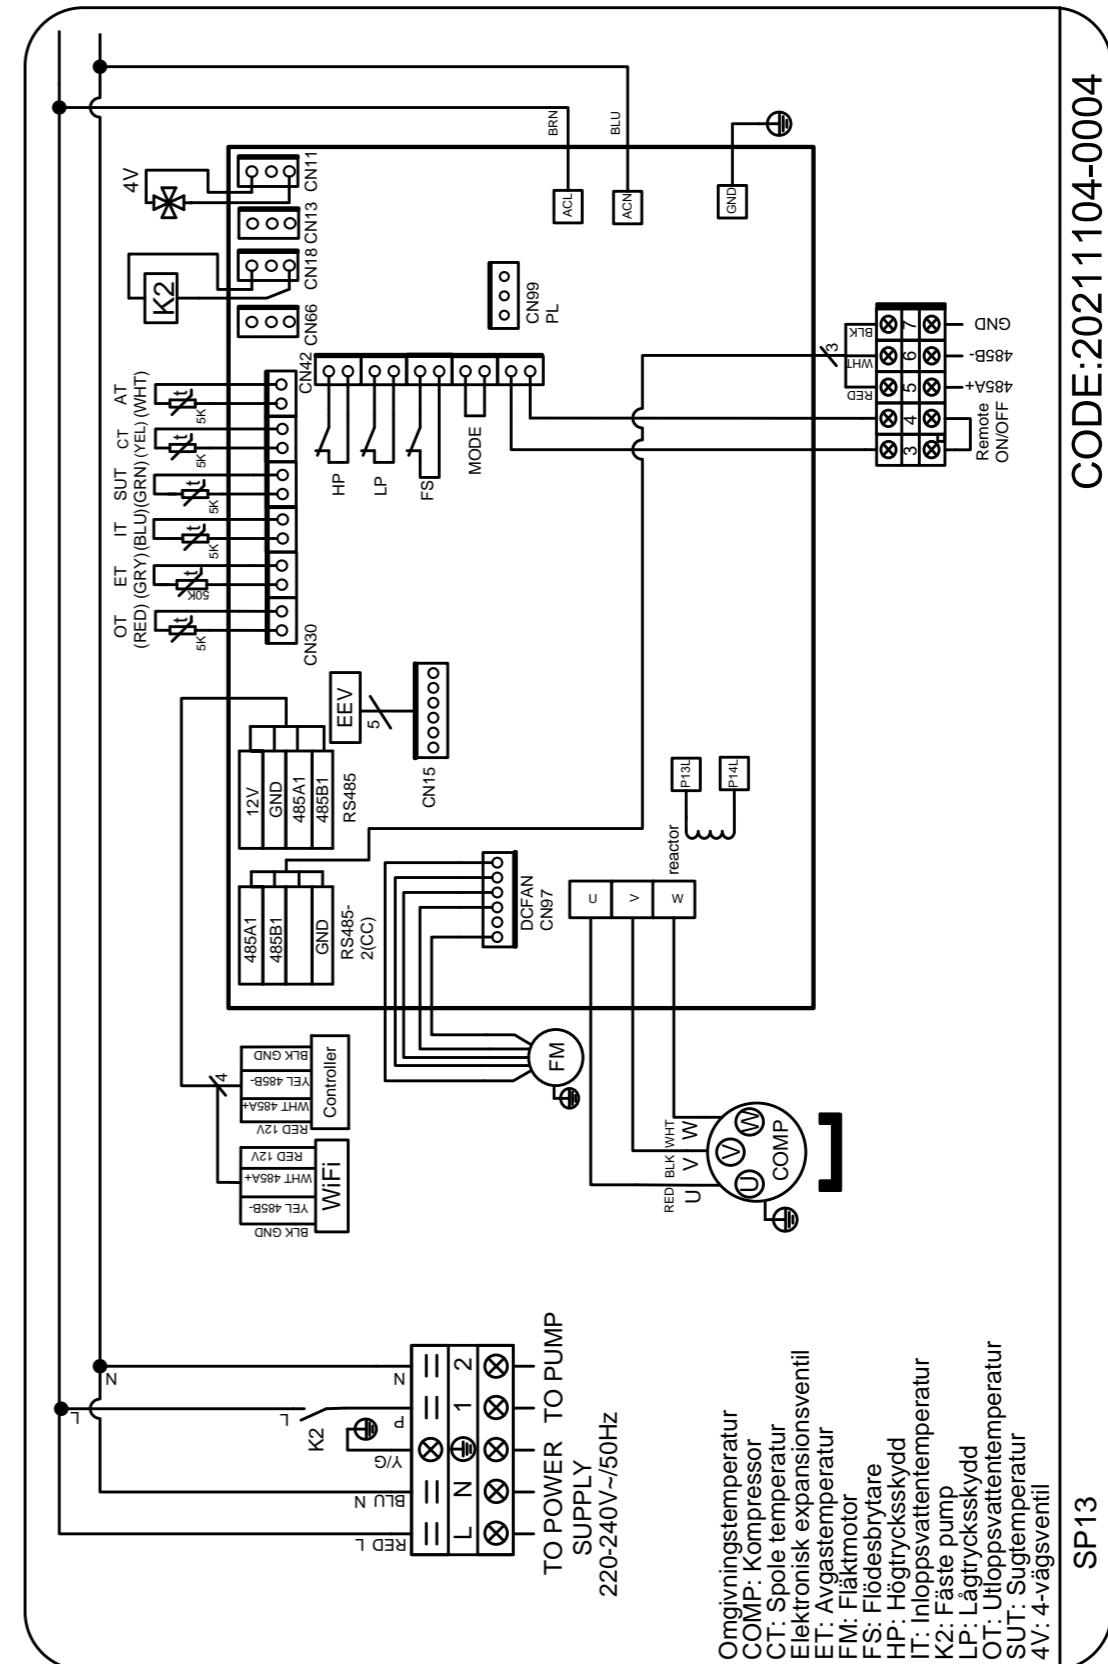 4V
K2
CN11
CN13
CN18
CN66
CN42
AT
(WHT)
5K
CT
(YEL)
5K
SUT
(GRN)
5K
IT
(BLU)
5K
ET
(GRY)
50K
OT
(RED)
5K
CN30
HP
LP
FS
MODE
CN99
PL
BRN
BLU
ACL
ACN
GND
12V
GND
485A1
485B1
RS485
EEV
5
CN15
485A1
485B1
GND
RS485-
2(CC)
DCFAN
CN97
U
V
W
reactor
P13L
P14L
3
BLK
WHT
RED
7
6
5
4
3
GND
485B-
485A+
Remote
ON/OFF
4
BLK GND
YEL 485B-
WHT 485A+
RED 12V
Controller
RED 12V
WHT 485A+
YEL 485B-
BLK GND
WiFi
FM
RED
BLK
WHT
U
V
W
U
V
W
COMP
N
L
L
K2
N
P
Y/G
BLU N
RED L
2
1
N
L
TO POWER
SUPPLY
220-240V~/50Hz
TO PUMP
Omgivningstemperatur
COMP: Kompressor
CT: Spole temperatur
Elektronisk expansionsventil
ET: Avgastemperatur
FM: Fläktmotor
FS: Flödesbrytare
HP: Högtrycksskydd
IT: Inloppsvattentemperatur
K2: Fäste pump
LP: Lågtrycksskydd
OT: Utloppsvattentemperatur
SUT: Sugtemperatur
4V: 4-vägsventil
SP13
CODE:20211104-0004